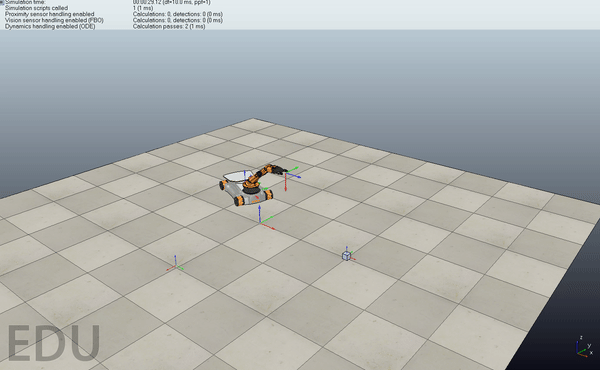 Simulation time: 00:00:29.12 (dt=10.0 ms, ppf=1)
Simulation scripts called 1 (1 ms)
Proximity sensor handling enabled Calculations: 0, detections: 0 (0 ms)
Vision sensor handling enabled (FBO) Calculations: 0, detections: 0 (0 ms)
Dynamics handling enabled (ODE) Calculation passes: 2 (1 ms)
EDU
z
y
x